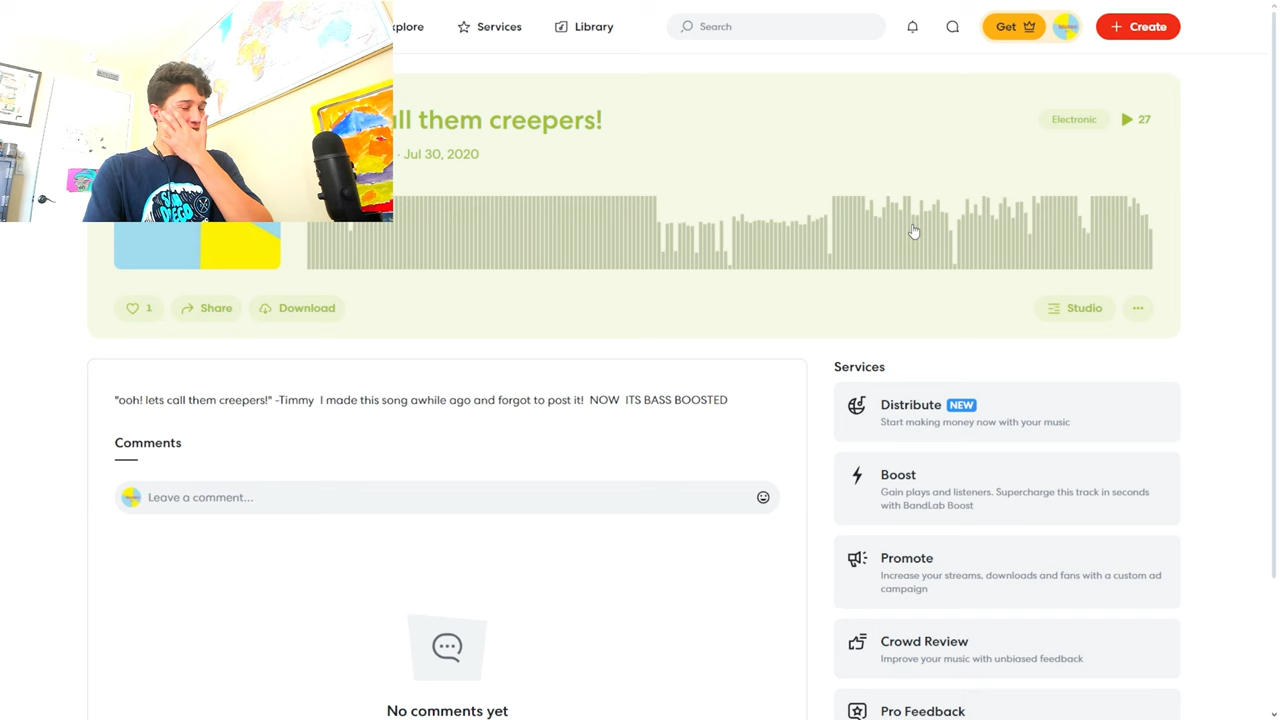 xplore
Services
Library
Search
Get
Create
all them creepers!
Electronic
27
· Jul 30, 2020
SAN
DIEGO
1
Share
Download
Studio
"ooh! lets call them creepers!" -Timmy I made this song awhile ago and forgot to post it! NOW ITS BASS BOOSTED
Comments
Leave a comment...
No comments yet
Services
Distribute NEW
Start making money now with your music
Boost
Gain plays and listeners. Supercharge this track in seconds
with BandLab Boost
Promote
Increase your streams, downloads and fans with a custom ad
campaign
Crowd Review
Improve your music with unbiased feedback
Pro Feedback